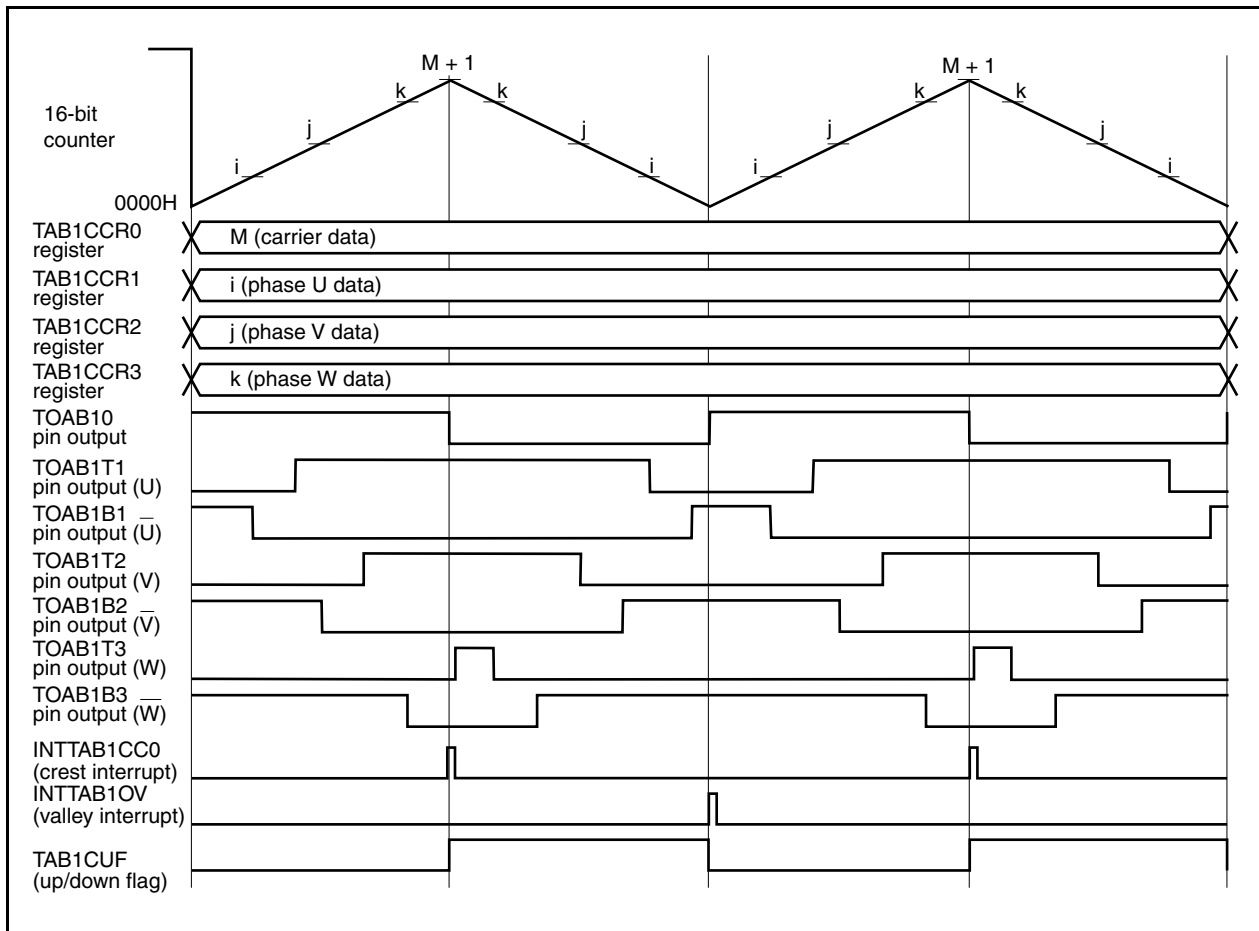 M + 1
M + 1
k
k
k
k
16-bit
counter
j
j
j
j
i
i
i
i
0000H
TAB1CCR0
register
M (carrier data)
TAB1CCR1
register
i (phase U data)
TAB1CCR2
register
j (phase V data)
TAB1CCR3
register
k (phase W data)
TOAB10
pin output
TOAB1T1
pin output (U)
TOAB1B1
pin output (U̅)
TOAB1T2
pin output (V)
TOAB1B2
pin output (V̅)
TOAB1T3
pin output (W)
TOAB1B3
pin output (W̅)
INTTAB1CC0
(crest interrupt)
INTTAB1OV
(valley interrupt)
TAB1CUF
(up/down flag)